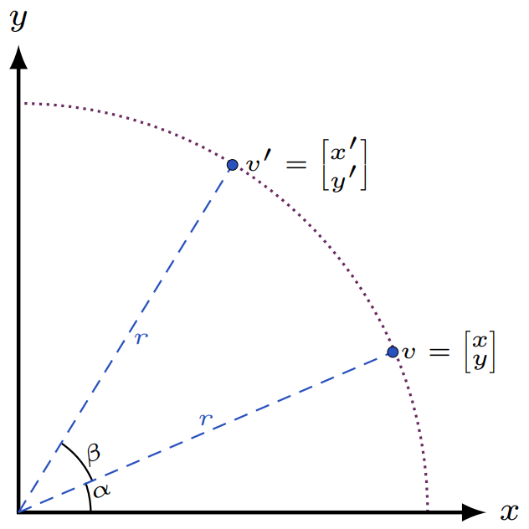 y
v′ = [x′ y′]
r
v = [x y]
r
β
α
x